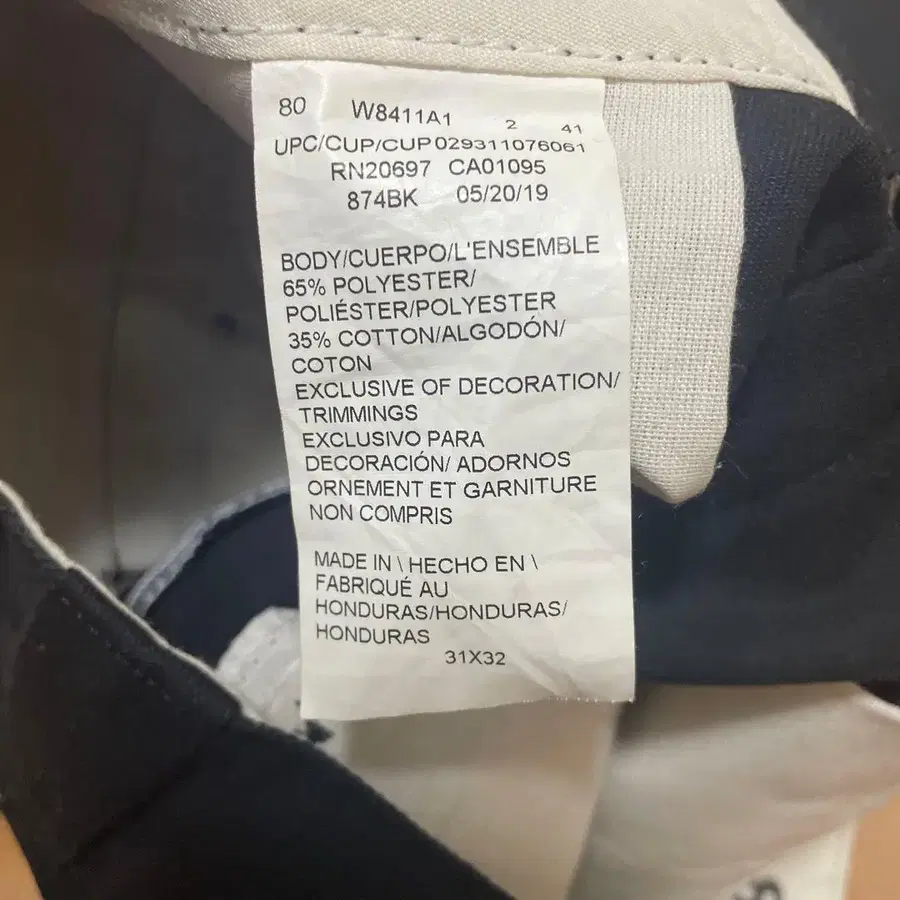 80 W8411A1 2 41
UPC/CUP/CUP 029311076061
RN20697 CA01095
874BK 05/20/19
BODY/CUERPO/L'ENSEMBLE
65% POLYESTER/
POLIÉSTER/POLYESTER
35% COTTON/ALGODÓN/
COTON
EXCLUSIVE OF DECORATION/
TRIMMINGS
EXCLUSIVO PARA
DECORACIÓN/ ADORNOS
ORNEMENT ET GARNITURE
NON COMPRIS
MADE IN \ HECHO EN \
FABRIQUÉ AU
HONDURAS/HONDURAS/
HONDURAS
31X32